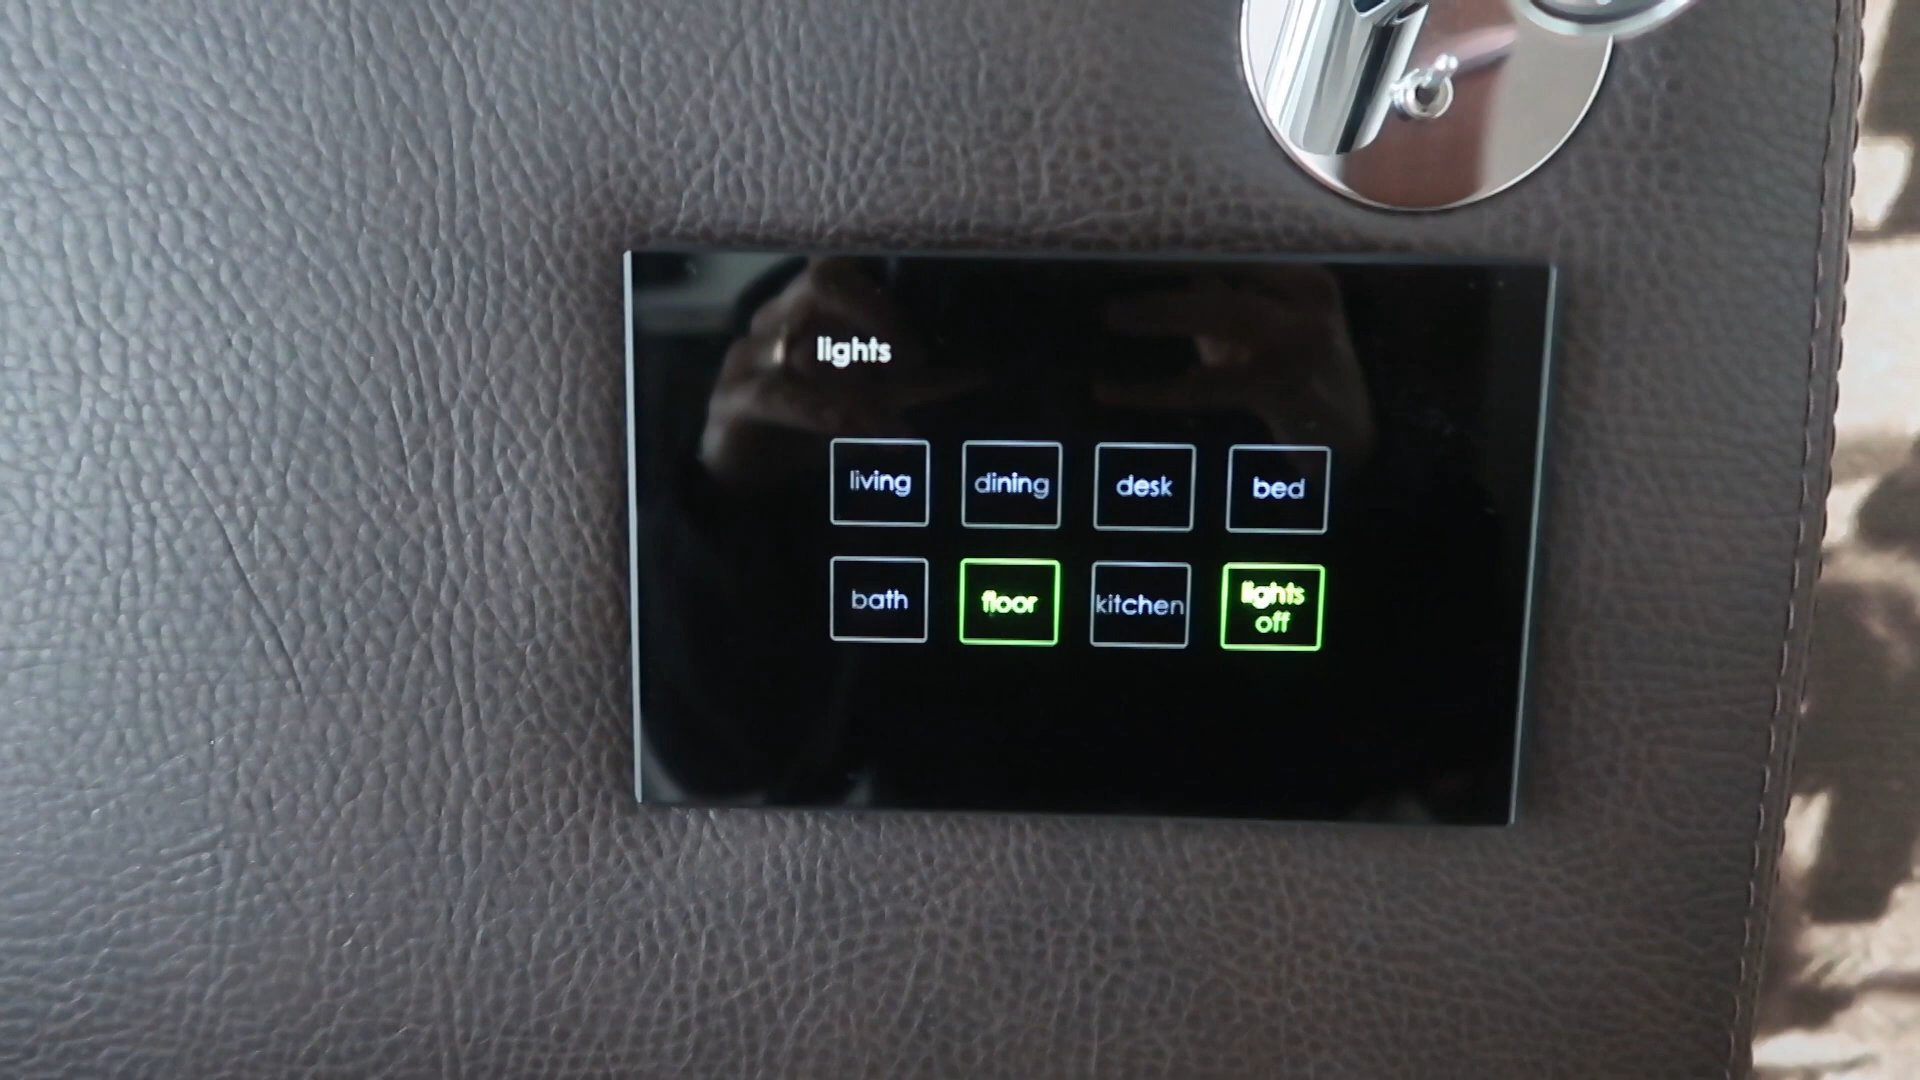 lights
living dining desk bed
bath floor kitchen lights
off